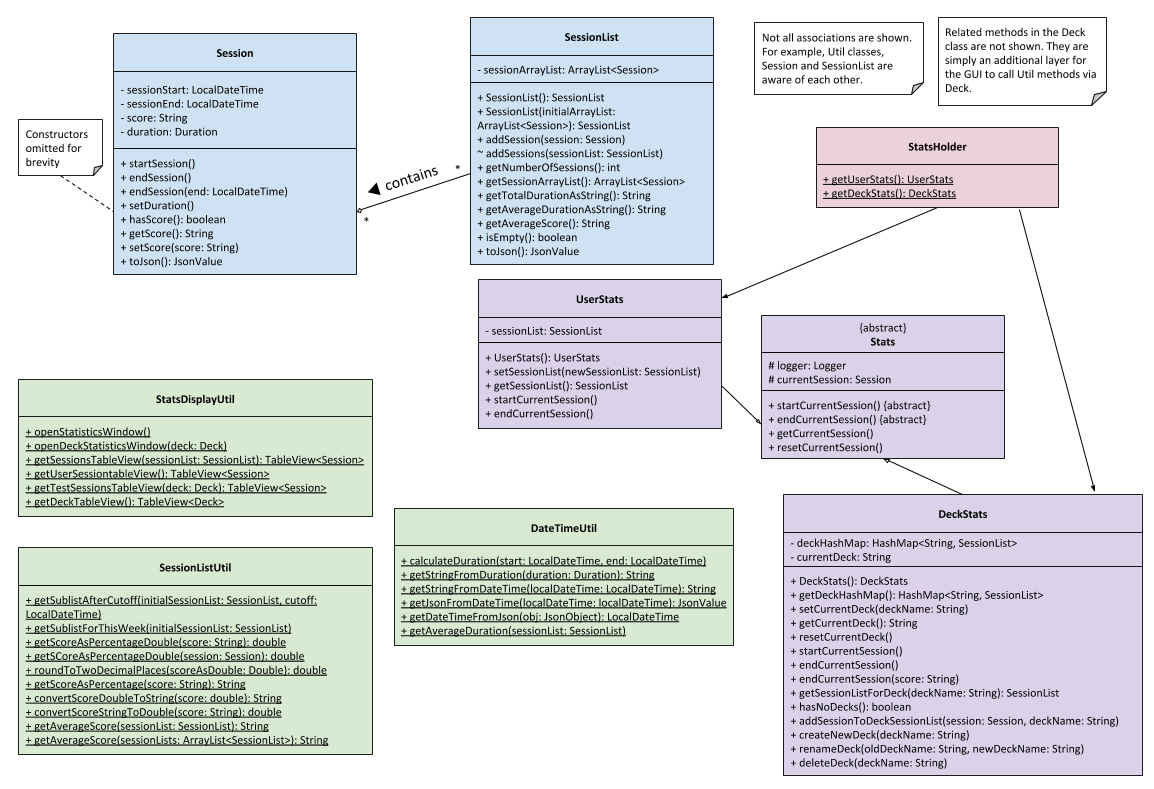 Session
- sessionStart: LocalDateTime
- sessionEnd: LocalDateTime
- score: String
- duration: Duration
+ startSession()
+ endSession()
+ endSession(end: LocalDateTime)
+ setDuration()
+ hasScore(): boolean
+ getScore(): String
+ setScore(score: String)
+ toJson(): JsonValue
Constructors
omitted for
brevity
contains
*
*
SessionList
- sessionArrayList: ArrayList<Session>
+ SessionList(): SessionList
+ SessionList(initialArrayList:
ArrayList<Session>): SessionList
+ addSession(session: Session)
~ addSessions(sessionList: SessionList)
+ getNumberOfSessions(): int
+ getSessionArrayList(): ArrayList<Session>
+ getTotalDurationAsString(): String
+ getAverageDurationAsString(): String
+ getAverageScore(): String
+ isEmpty(): boolean
+ toJson(): JsonValue
Not all associations are shown.
For example, Util classes,
Session and SessionList are
aware of each other.
Related methods in the Deck
class are not shown. They are
simply an additional layer for
the GUI to call Util methods via
Deck.
StatsHolder
+ getUserStats(): UserStats
+ getDeckStats(): DeckStats
UserStats
- sessionList: SessionList
+ UserStats(): UserStats
+ setSessionList(newSessionList: SessionList)
+ getSessionList(): SessionList
+ startCurrentSession()
+ endCurrentSession()
{abstract}
Stats
# logger: Logger
# currentSession: Session
+ startCurrentSession() {abstract}
+ endCurrentSession() {abstract}
+ getCurrentSession()
+ resetCurrentSession()
StatsDisplayUtil
+ openStatisticsWindow()
+ openDeckStatisticsWindow(deck: Deck)
+ getSessionsTableView(sessionList: SessionList): TableView<Session>
+ getUserSessiontableView(): TableView<Session>
+ getTestSessionsTableView(deck: Deck): TableView<Session>
+ getDeckTableView(): TableView<Deck>
SessionListUtil
+ getSublistAfterCutoff(initialSessionList: SessionList, cutoff:
LocalDateTime)
+ getSublistForThisWeek(initialSessionList: SessionList)
+ getScoreAsPercentageDouble(score: String): double
+ getSCoreAsPercentageDouble(session: Session): double
+ roundToTwoDecimalPlaces(scoreAsDouble: Double): double
+ getScoreAsPercentage(score: String): String
+ convertScoreDoubleToString(score: double): String
+ convertScoreStringToDouble(score: String): double
+ getAverageScore(sessionList: SessionList): String
+ getAverageScore(sessionLists: ArrayList<SessionList>): String
DateTimeUtil
+ calculateDuration(start: LocalDateTime, end: LocalDateTime)
+ getStringFromDuration(duration: Duration): String
+ getStringFromDateTime(localDateTime: LocalDateTime): String
+ getJsonFromDateTime(localDateTime: localDateTime): JsonValue
+ getDateTimeFromJson(obj: JsonObject): LocalDateTime
+ getAverageDuration(sessionList: SessionList)
DeckStats
- deckHashMap: HashMap<String, SessionList>
- currentDeck: String
+ DeckStats(): DeckStats
+ getDeckHashMap(): HashMap<String, SessionList>
+ setCurrentDeck(deckName: String)
+ getCurrentDeck(): String
+ resetCurrentDeck()
+ startCurrentSession()
+ endCurrentSession()
+ endCurrentSession(score: String)
+ getSessionListForDeck(deckName: String): SessionList
+ hasNoDecks(): boolean
+ addSessionToDeckSessionList(session: Session, deckName: String)
+ createNewDeck(deckName: String)
+ renameDeck(oldDeckName: String, newDeckName: String)
+ deleteDeck(deckName: String)